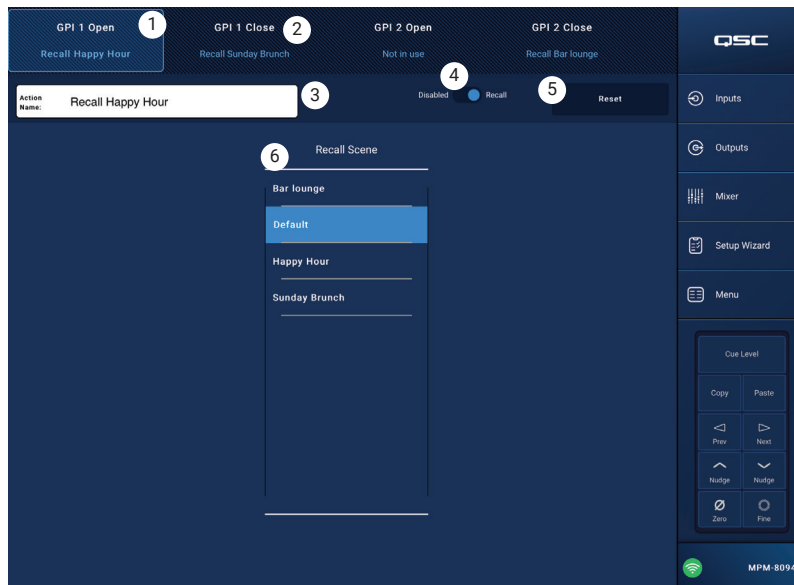 GPI 1 Open
1
Recall Happy Hour
GPI 1 Close
2
Recall Sunday Brunch
GPI 2 Open
Not in use
GPI 2 Close
Recall Bar lounge
QSC
Action
Name:
Recall Happy Hour
3
Disabled
4
Recall
5
Reset
6
Recall Scene
Bar lounge
Default
Happy Hour
Sunday Brunch
Inputs
Outputs
Mixer
Setup Wizard
Menu
Cue
Level
Copy
Paste
Prev
Next
Nudge
Nudge
Zero
Fine
MPM-8094